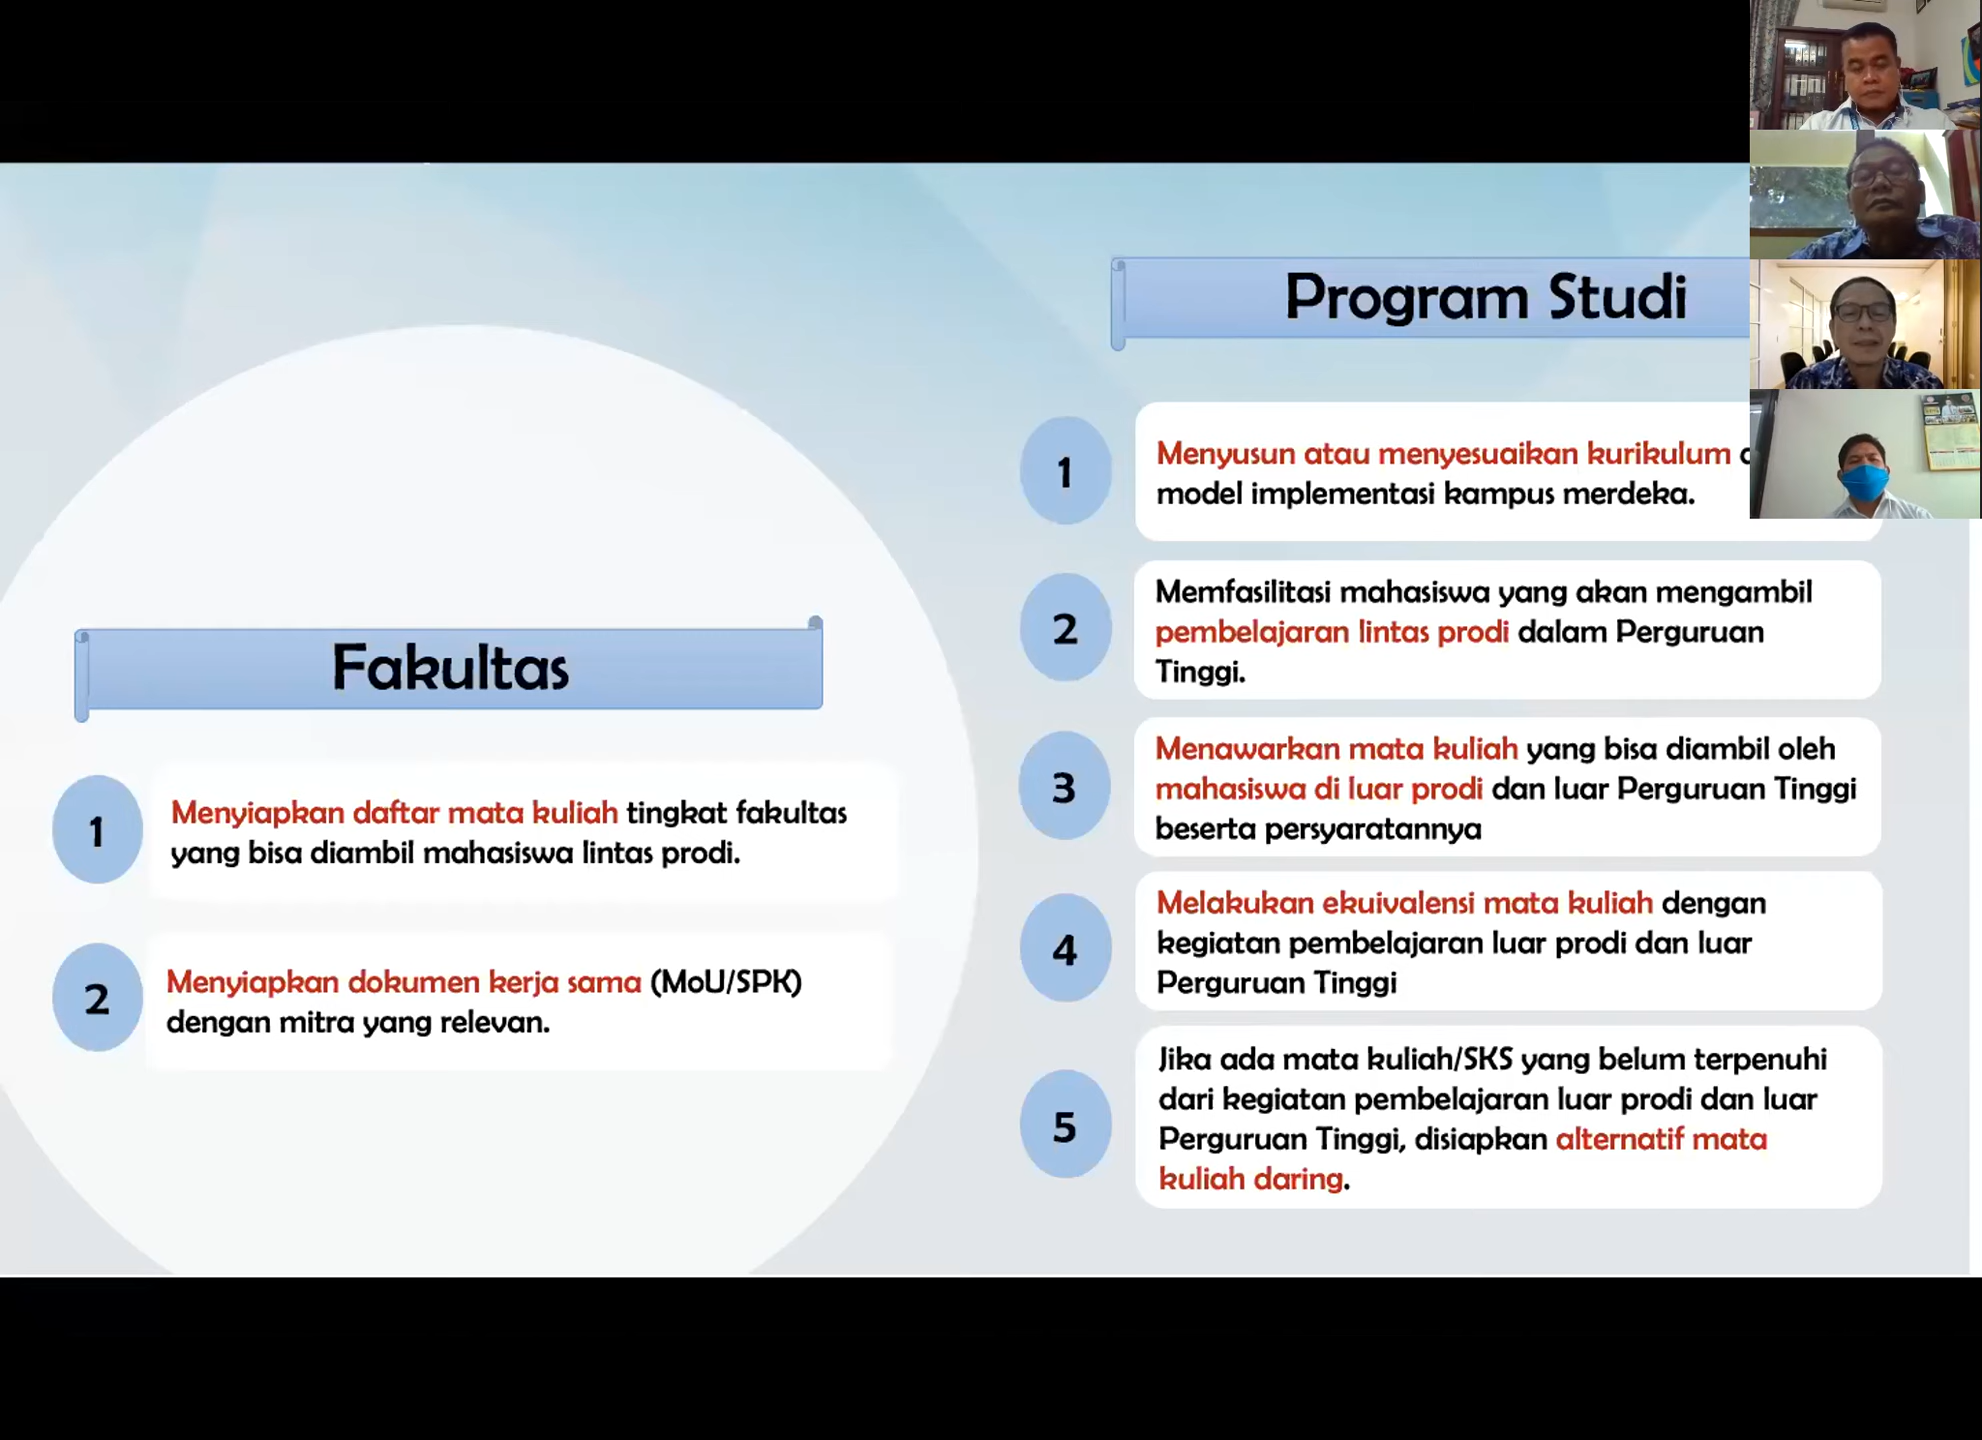 Fakultas
1
Menyiapkan daftar mata kuliah tingkat fakultas
yang bisa diambil mahasiswa lintas prodi.
2
Menyiapkan dokumen kerja sama (MoU/SPK)
dengan mitra yang relevan.
Program Studi
1
Menyusun atau menyesuaikan kurikulum
model implementasi kampus merdeka.
2
Memfasilitasi mahasiswa yang akan mengambil
pembelajaran lintas prodi dalam Perguruan
Tinggi.
3
Menawarkan mata kuliah yang bisa diambil oleh
mahasiswa di luar prodi dan luar Perguruan Tinggi
beserta persyaratannya
4
Melakukan ekuivalensi mata kuliah dengan
kegiatan pembelajaran luar prodi dan luar
Perguruan Tinggi
5
Jika ada mata kuliah/SKS yang belum terpenuhi
dari kegiatan pembelajaran luar prodi dan luar
Perguruan Tinggi, disiapkan alternatif mata
kuliah daring.